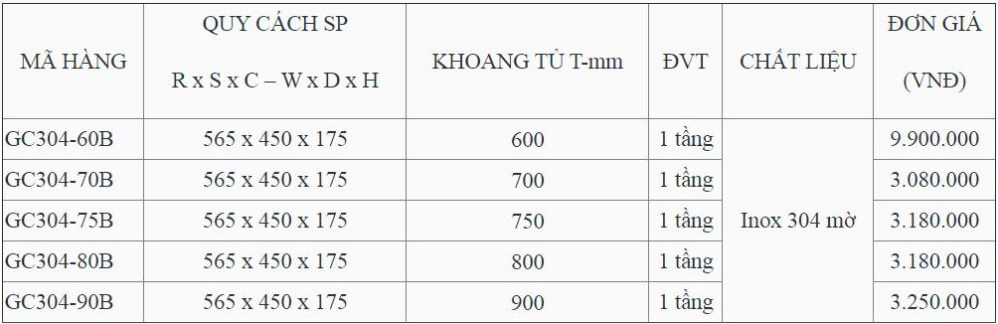 MÃ HÀNG QUY CÁCH SP R x S x C – W x D x H KHOANG TỦ T-mm ĐVT CHẤT LIỆU ĐƠN GIÁ (VNĐ)
GC304-60B 565 x 450 x 175 600 1 tầng Inox 304 mờ 9.900.000
GC304-70B 565 x 450 x 175 700 1 tầng 3.080.000
GC304-75B 565 x 450 x 175 750 1 tầng 3.180.000
GC304-80B 565 x 450 x 175 800 1 tầng 3.180.000
GC304-90B 565 x 450 x 175 900 1 tầng 3.250.000